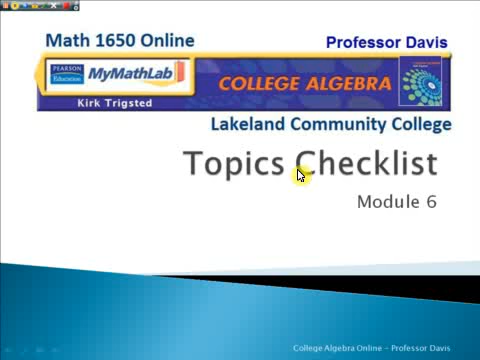 Math 1650 Online
Professor Davis
PEARSON
Education
MyMathLab
COLLEGE ALGEBRA
Kirk Trigsted
Lakeland Community College
Topics Checklist
Module 6
College Algebra Online – Professor Davis